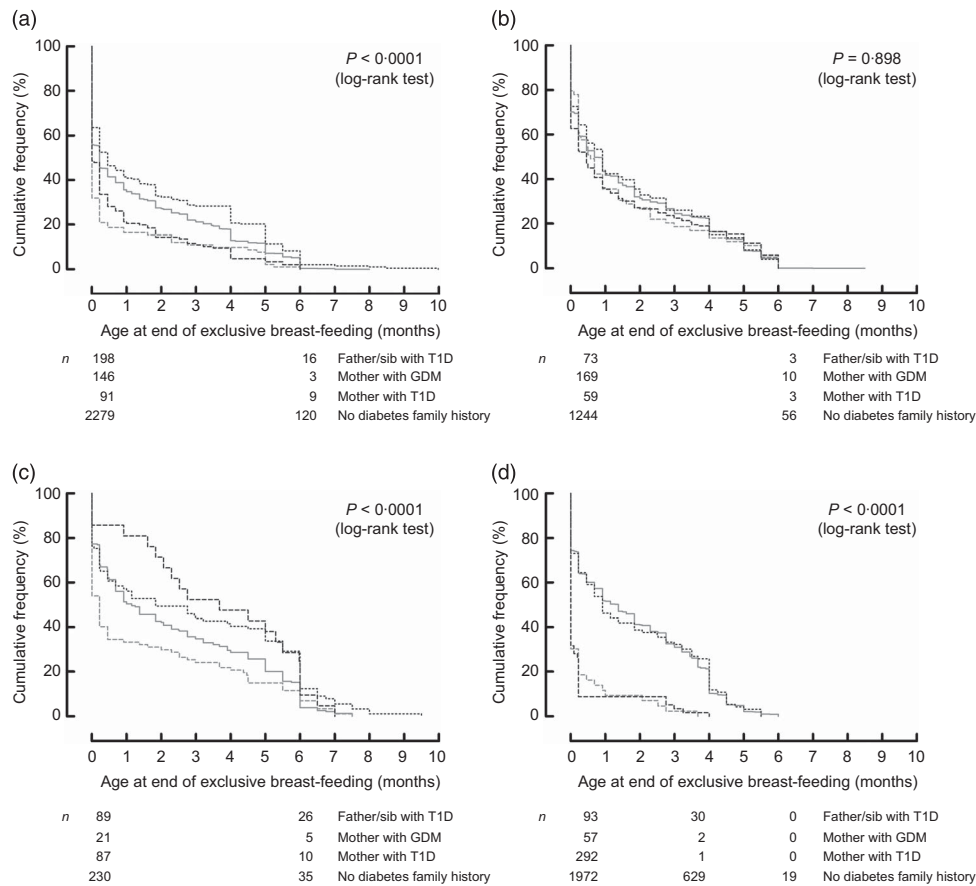 (a)
100
80
60
40
20
0
Cumulative frequency (%)
P < 0·0001
(log-rank test)
0 1 2 3 4 5 6 7 8 9 10
Age at end of exclusive breast-feeding (months)
n 198 16 Father/sib with T1D
146 3 Mother with GDM
91 9 Mother with T1D
2279 120 No diabetes family history
(b)
100
80
60
40
20
0
Cumulative frequency (%)
P = 0·898
(log-rank test)
0 1 2 3 4 5 6 7 8 9 10
Age at end of exclusive breast-feeding (months)
n 73 3 Father/sib with T1D
169 10 Mother with GDM
59 3 Mother with T1D
1244 56 No diabetes family history
(c)
100
80
60
40
20
0
Cumulative frequency (%)
P < 0·0001
(log-rank test)
0 1 2 3 4 5 6 7 8 9 10
Age at end of exclusive breast-feeding (months)
n 89 26 Father/sib with T1D
21 5 Mother with GDM
87 10 Mother with T1D
230 35 No diabetes family history
(d)
100
80
60
40
20
0
Cumulative frequency (%)
P < 0·0001
(log-rank test)
0 1 2 3 4 5 6 7 8 9 10
Age at end of exclusive breast-feeding (months)
n 93 30 0 Father/sib with T1D
57 2 0 Mother with GDM
292 1 0 Mother with T1D
1972 629 19 No diabetes family history